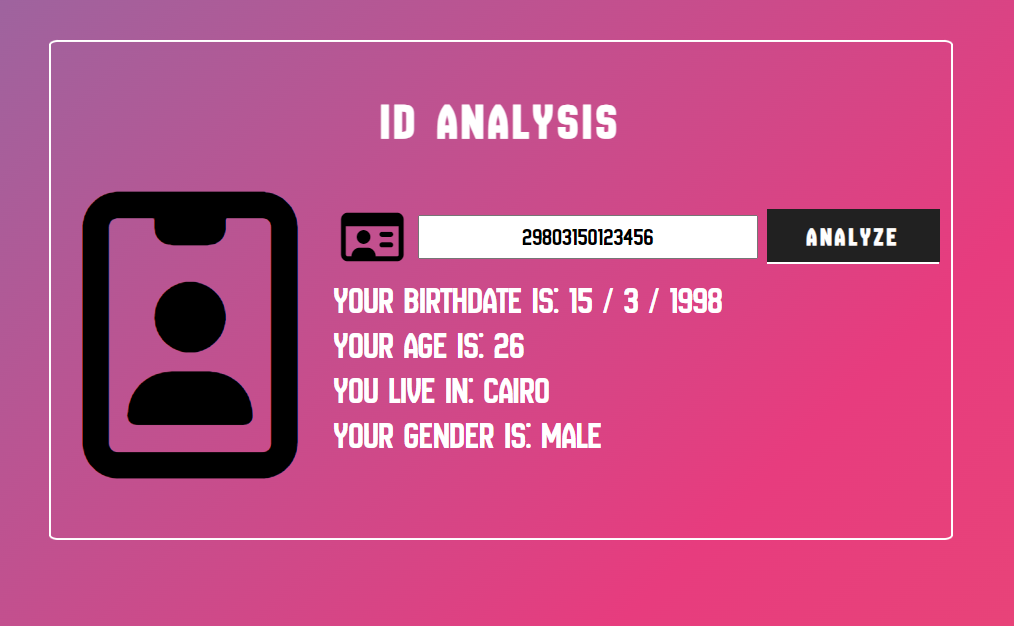 ID ANALYSIS
29803150123456
ANALYZE
YOUR BIRTHDATE IS: 15 / 3 / 1998
YOUR AGE IS: 26
YOU LIVE IN: CAIRO
YOUR GENDER IS: MALE